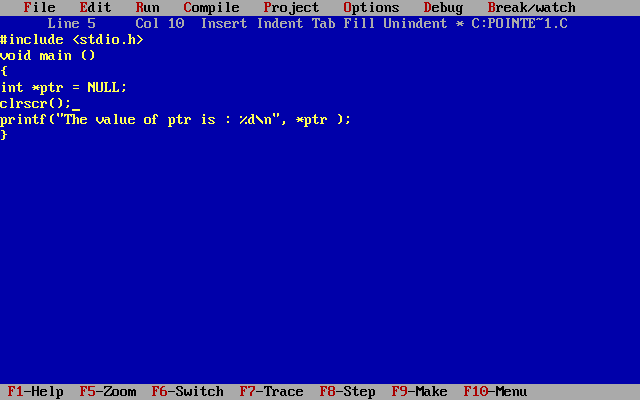 File Edit Run Compile Project Options Debug Break/watch
Line 5 Col 10 Insert Indent Tab Fill Unindent * C:POINTE~1.C
#include <stdio.h>
void main ()
{
int *ptr = NULL;
clrscr();_
printf("The value of ptr is : %d\n", *ptr );
}
F1-Help F5-Zoom F6-Switch F7-Trace F8-Step F9-Make F10-Menu